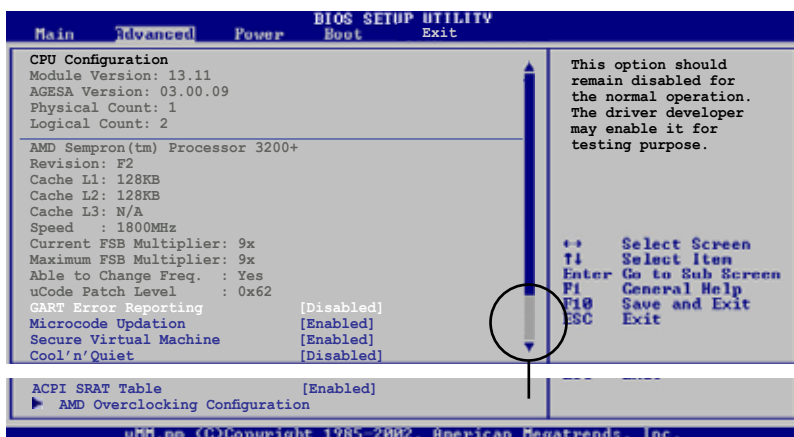 BIOS SETUP UTILITY
Main Advanced Power Boot Exit
CPU Configuration
Module Version: 13.11
AGESA Version: 03.00.09
Physical Count: 1
Logical Count: 2
AMD Sempron(tm) Processor 3200+
Revision: F2
Cache L1: 128KB
Cache L2: 128KB
Cache L3: N/A
Speed : 1800MHz
Current FSB Multiplier: 9x
Maximum FSB Multiplier: 9x
Able to Change Freq. : Yes
uCode Patch Level : 0x62
GART Error Reporting [Disabled]
Microcode Updation [Enabled]
Secure Virtual Machine [Enabled]
Cool'n'Quiet [Disabled]
ACPI SRAT Table [Enabled]
AMD Overclocking Configuration
This option should
remain disabled for
the normal operation.
The driver developer
may enable it for
testing purpose.
↔ Select Screen
↑↓ Select Item
Enter Go to Sub Screen
F1 General Help
F10 Save and Exit
ESC Exit
(C)Copyright 1985-2002, American Megatrends, Inc.